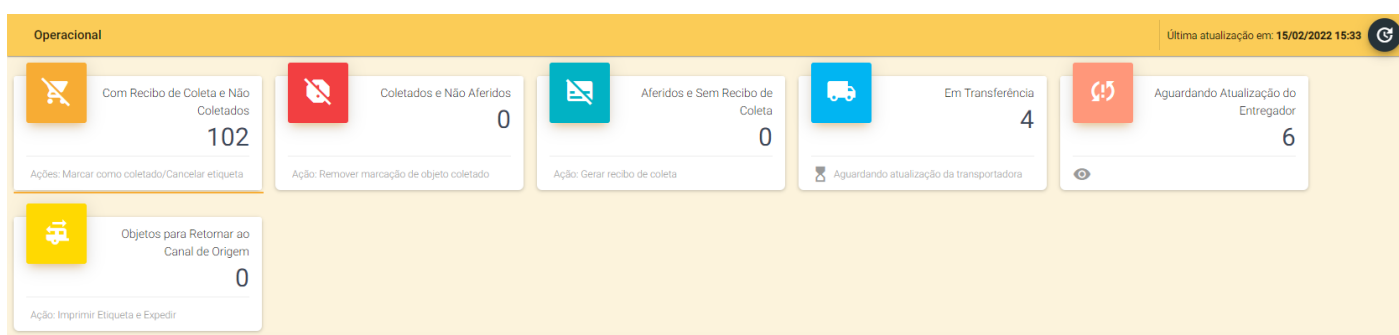 Operacional
Última atualização em: 15/02/2022 15:33
Com Recibo de Coleta e Não
Coletados
102
Ações: Marcar como coletado/Cancelar etiqueta
Coletados e Não Aferidos
0
Ação: Remover marcação de objeto coletado
Aferidos e Sem Recibo de
Coleta
0
Ação: Gerar recibo de coleta
Em Transferência
4
Aguardando atualização da transportadora
Aguardando Atualização do
Entregador
6
Objetos para Retornar ao
Canal de Origem
0
Ação: Imprimir Etiqueta e Expedir